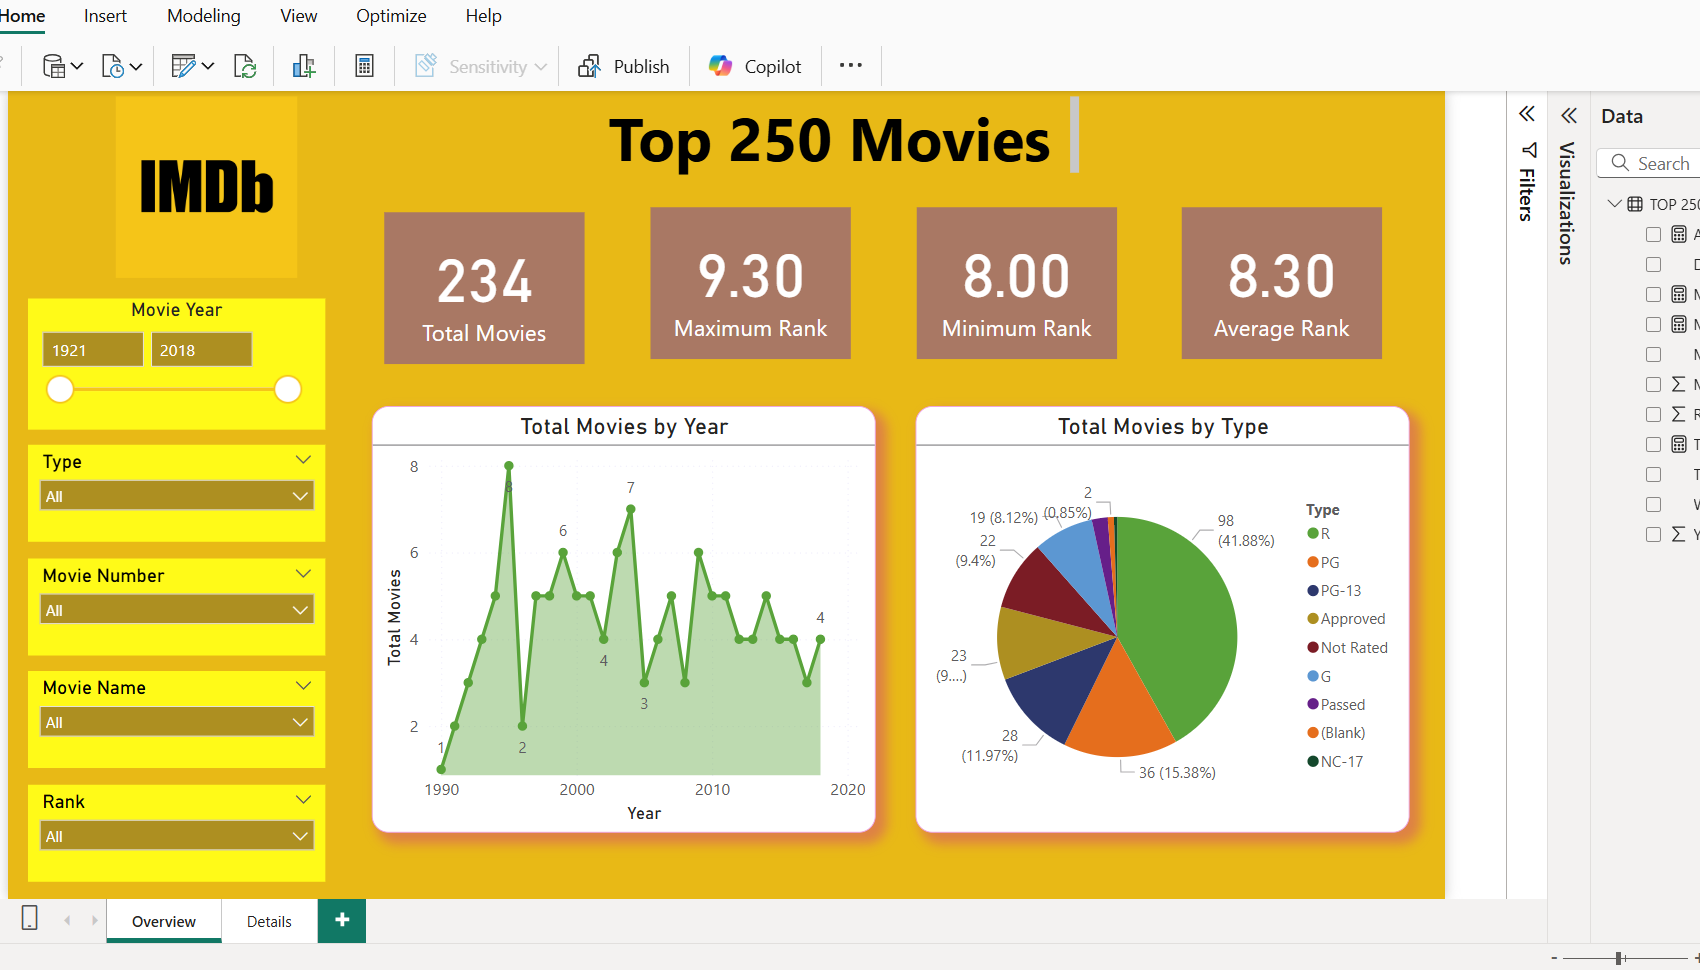 Home Insert Modeling View Optimize Help
Sensitivity Publish Copilot
IMDb
Top 250 Movies
234
Total Movies
9.30
Maximum Rank
8.00
Minimum Rank
8.30
Average Rank
Movie Year
1921 2018
Type
All
Movie Number
All
Movie Name
All
Rank
All
Total Movies by Year
8
6
4
2
Total Movies
1
8
2
6
4
7
3
4
1990 2000 2010 2020
Year
Total Movies by Type
2
(0.85%)
19 (8.12%)
22
(9.4%)
23
(9....)
28
(11.97%)
36 (15.38%)
98
(41.88%)
Type
R
PG
PG-13
Approved
Not Rated
G
Passed
(Blank)
NC-17
Filters
Visualizations
Data
Search
TOP 250
Overview Details